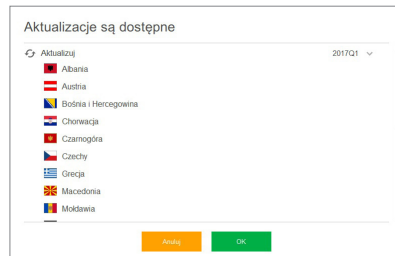 Aktualizacje są dostępne
Aktualizuj 2017Q1
Albania
Austria
Bośnia i Hercegowina
Chorwacja
Czarnogóra
Czechy
Grecja
Macedonia
Mołdawia
Anuluj OK